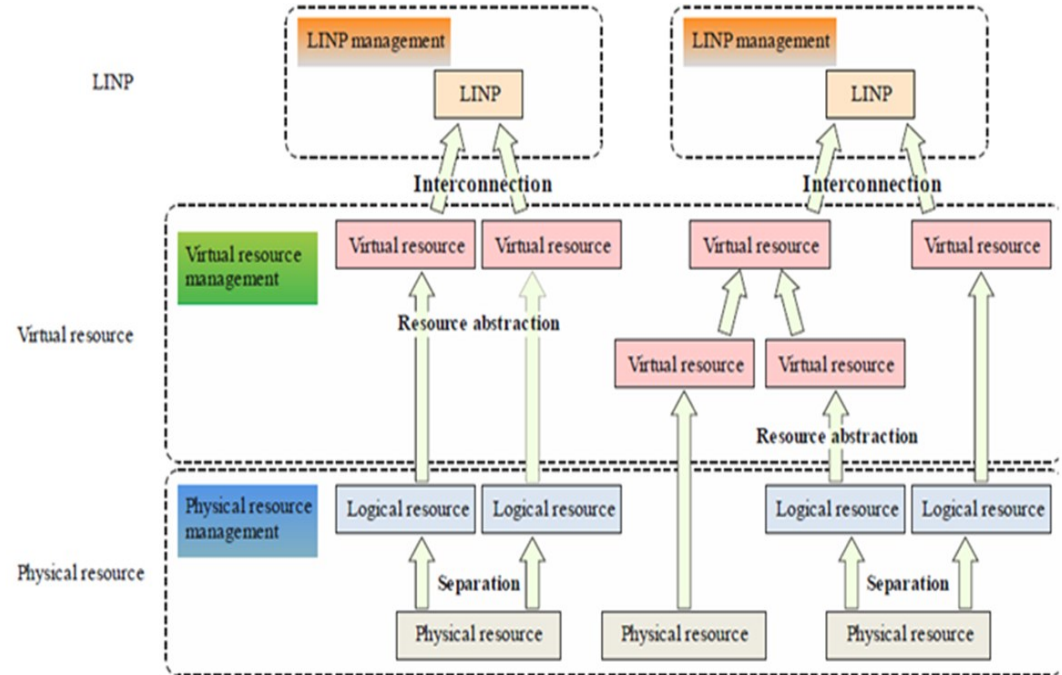 LINP management
LINP management
LINP
LINP
LINP
Interconnection
Interconnection
Virtual resource
management
Virtual resource
Virtual resource
Virtual resource
Virtual resource
Resource abstraction
Virtual resource
Virtual resource
Virtual resource
Resource abstraction
Physical resource
management
Logical resource
Logical resource
Logical resource
Logical resource
Physical resource
Separation
Separation
Physical resource
Physical resource
Physical resource